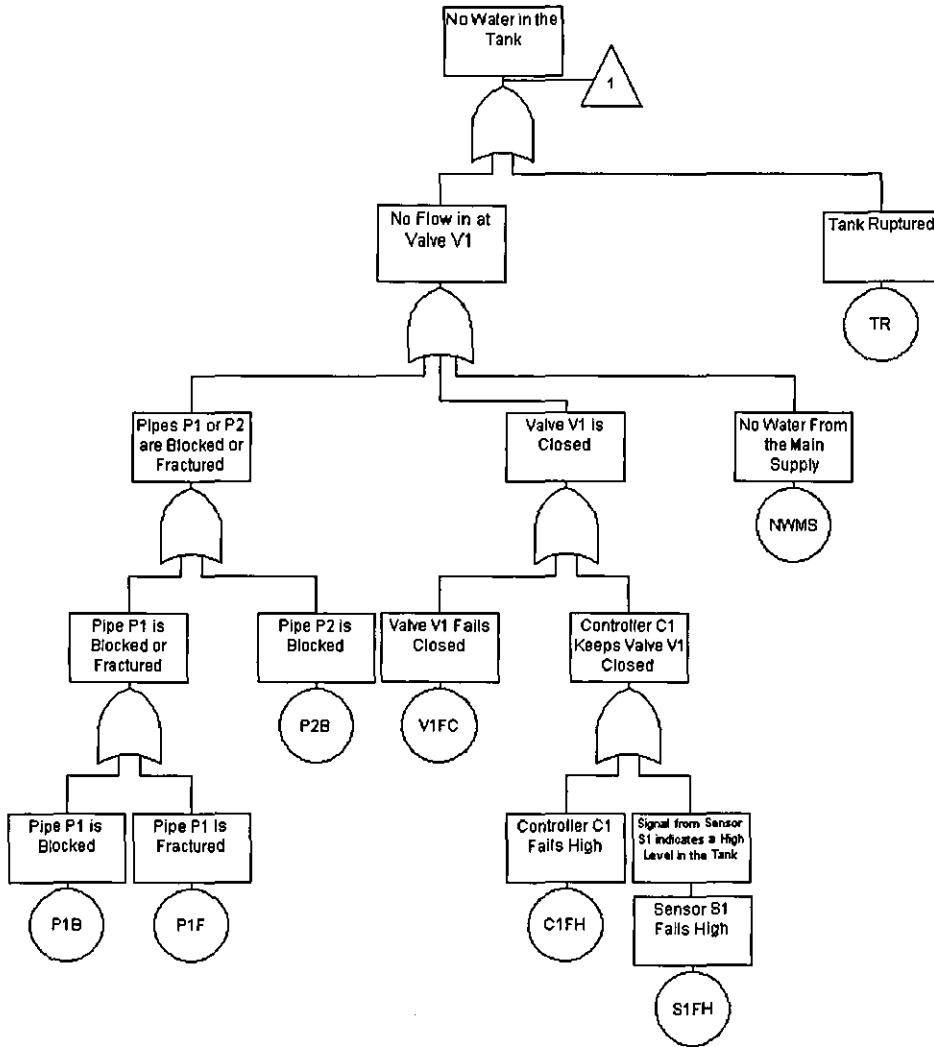 No Water in the
Tank
1
No Flow in at
Valve V1
Tank Ruptured
TR
Pipes P1 or P2
are Blocked or
Fractured
Valve V1 is
Closed
No Water From
the Main
Supply
NWMS
Pipe P1 is
Blocked or
Fractured
Pipe P2 is
Blocked
Valve V1 Fails
Closed
Controller C1
Keeps Valve V1
Closed
P2B
V1FC
Pipe P1 is
Blocked
Pipe P1 is
Fractured
Controller C1
Fails High
Signal from Sensor
S1 indicates a High
Level in the Tank
P1B
P1F
C1FH
Sensor S1
Fails High
S1FH